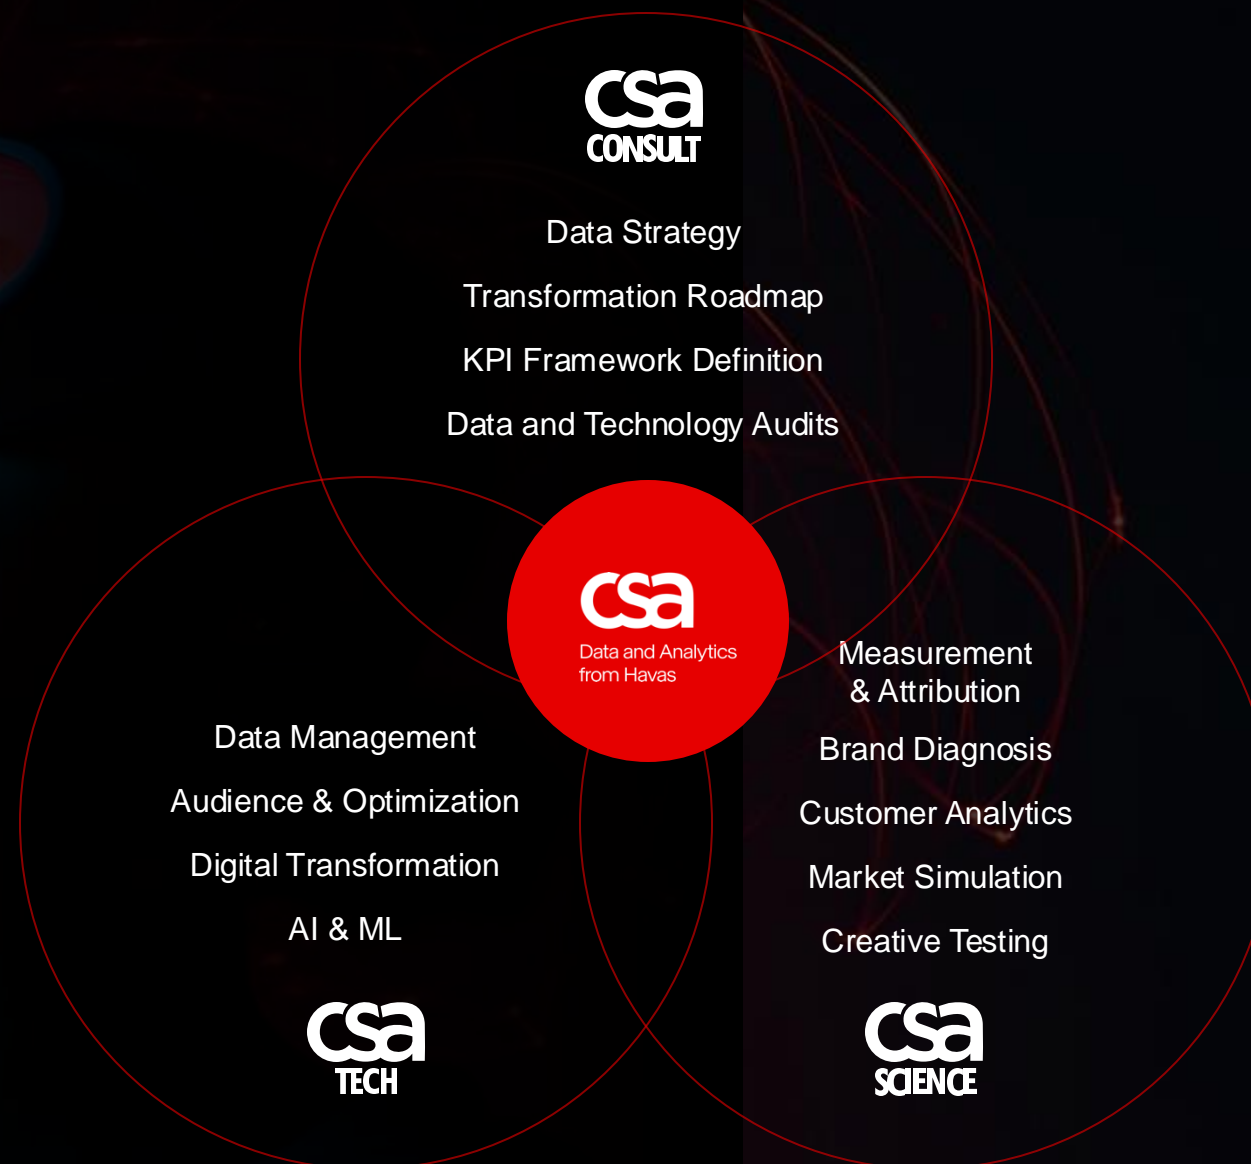 csa
CONSULT
Data Strategy
Transformation Roadmap
KPI Framework Definition
Data and Technology Audits
csa
Data and Analytics
from Havas
Data Management
Audience & Optimization
Digital Transformation
AI & ML
csa
TECH
Measurement
& Attribution
Brand Diagnosis
Customer Analytics
Market Simulation
Creative Testing
csa
SCIENCE